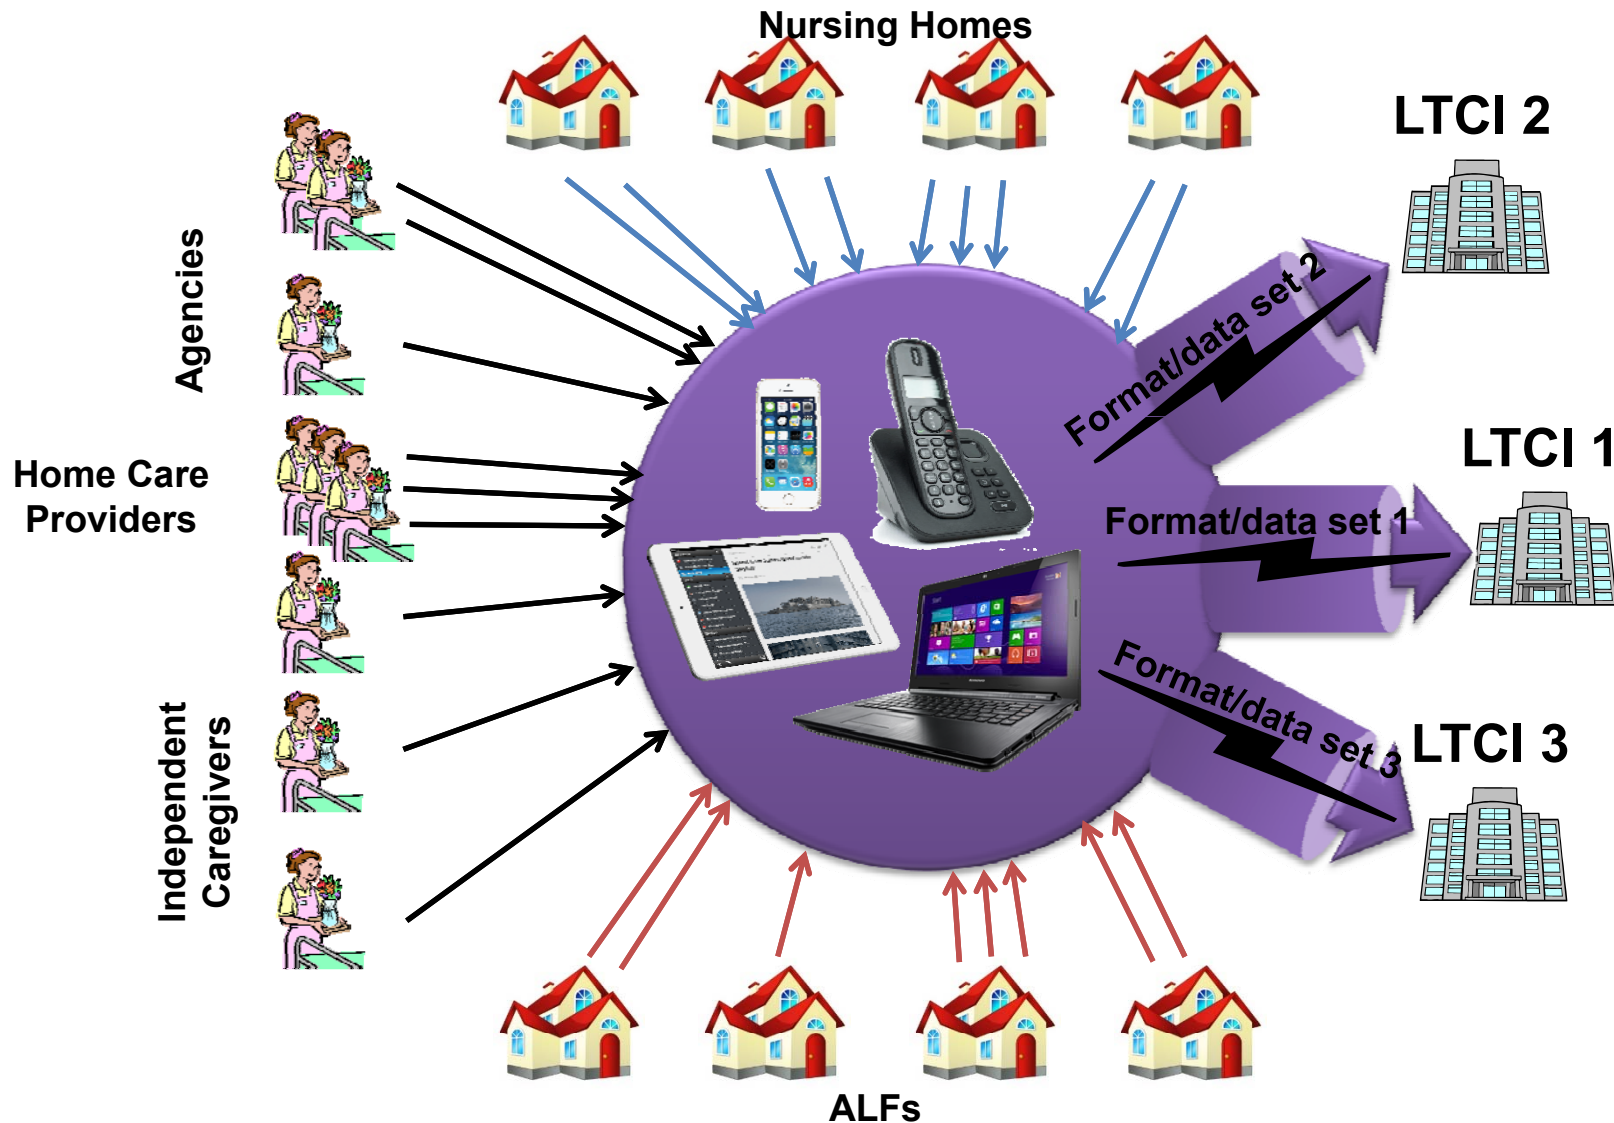 Nursing Homes
LTCI 2
Agencies
Format/data set 2
LTCI 1
Home Care
Providers
Format/data set 1
Format/data set 3
LTCI 3
Independent
Caregivers
ALFs